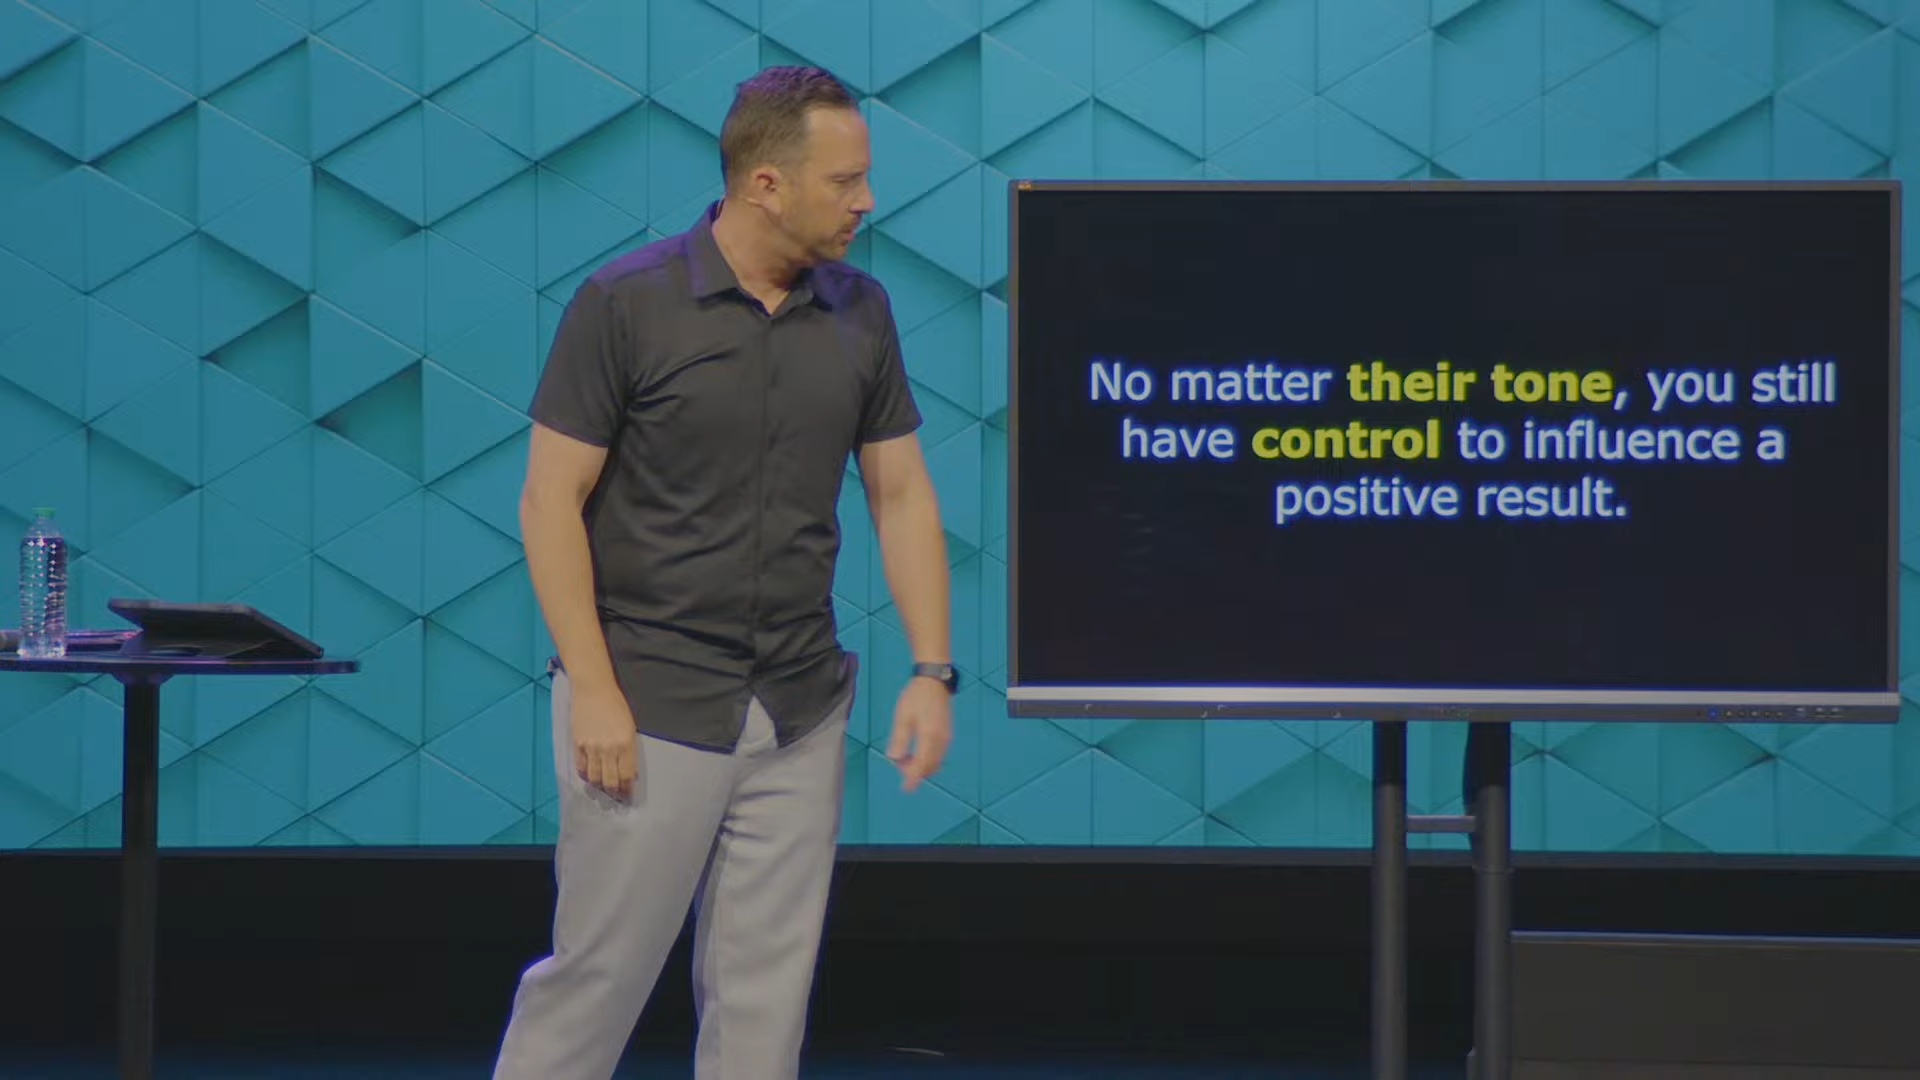 No matter their tone, you still
have control to influence a
positive result.